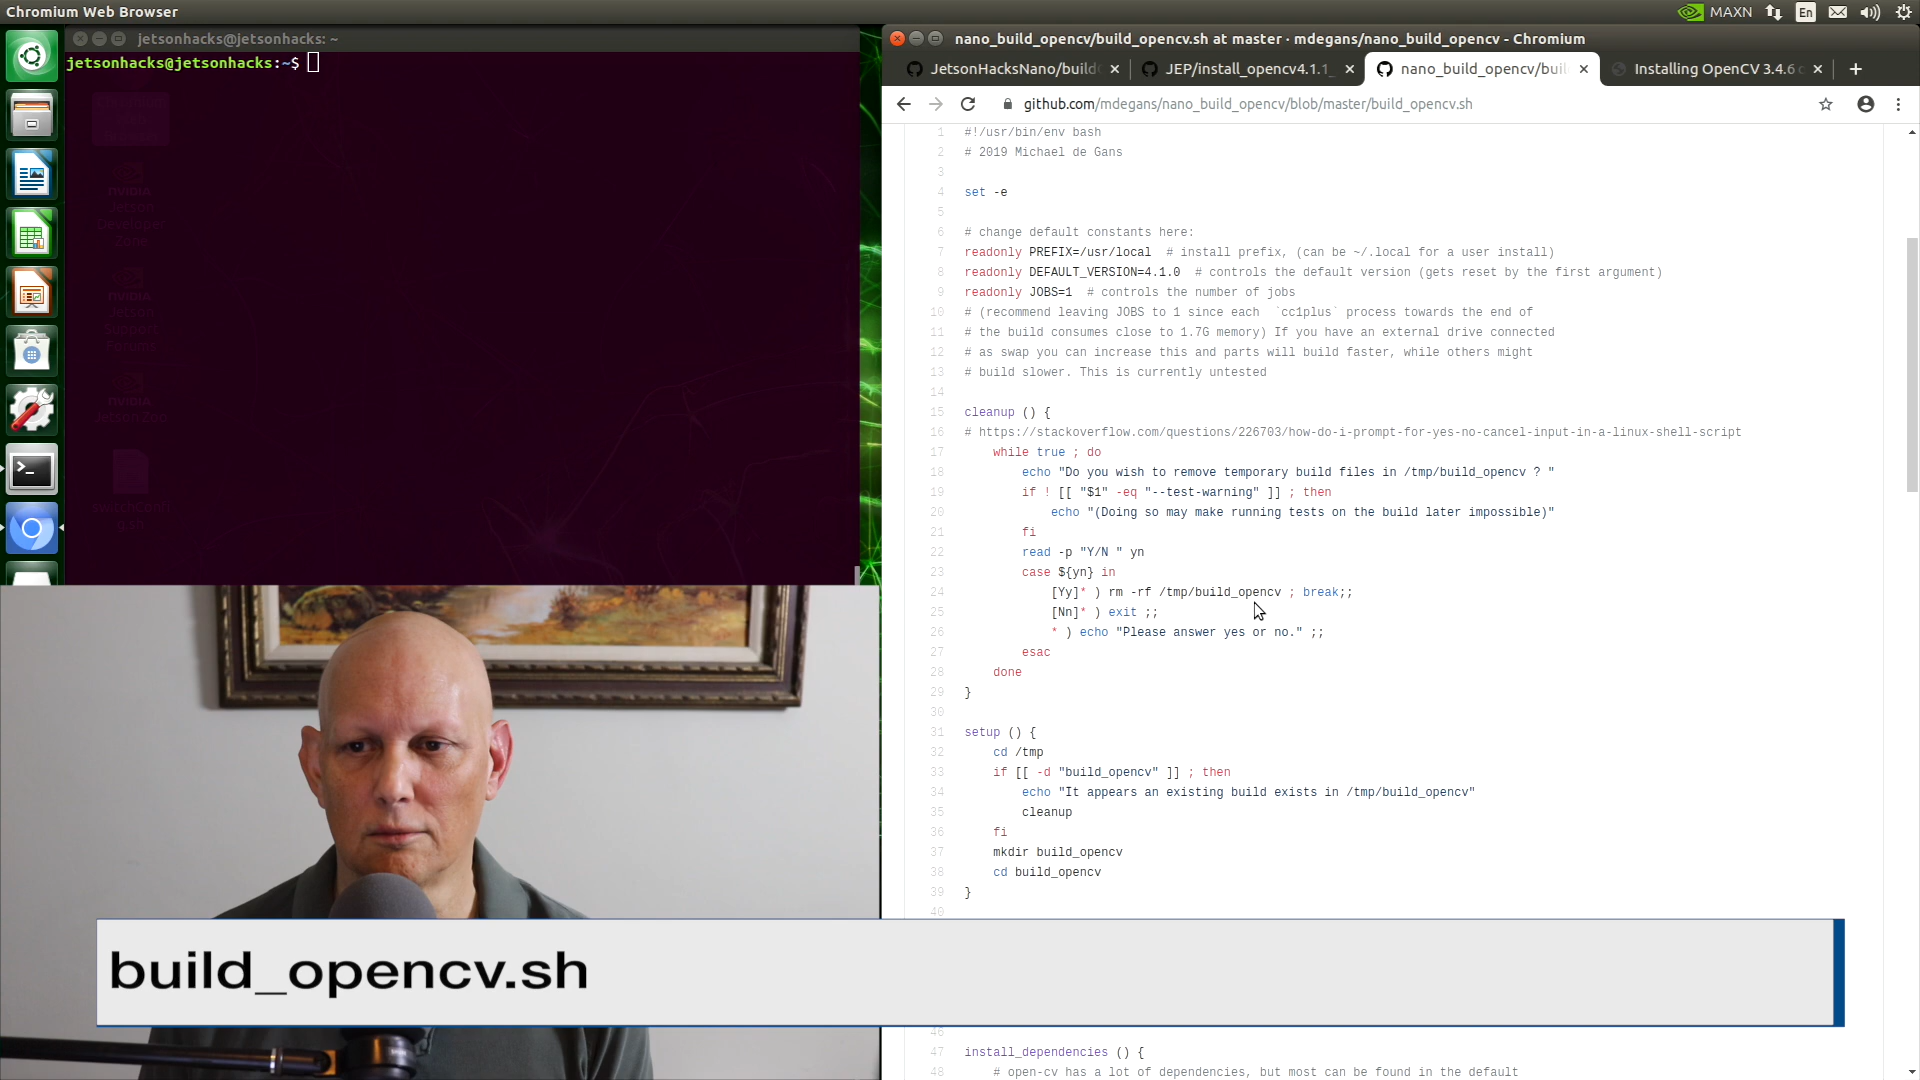 Chromium Web Browser
MAXN
En
jetsonhacks@jetsonhacks: ~
jetsonhacks@jetsonhacks:~$
NVIDIA
Jetson
Developer
Zone
NVIDIA
Jetson
Support
Forums
NVIDIA
Jetson Zoo
nano_build_opencv/build_opencv.sh at master · mdegans/nano_build_opencv - Chromium
JetsonHacksNano/build
JEP/install_opencv4.1.1_
nano_build_opencv/buil
Installing OpenCV 3.4.6
github.com/mdegans/nano_build_opencv/blob/master/build_opencv.sh
1 #!/usr/bin/env bash
2 # 2019 Michael de Gans
3
4 set -e
5
6 # change default constants here:
7 readonly PREFIX=/usr/local  # install prefix, (can be ~/.local for a user install)
8 readonly DEFAULT_VERSION=4.1.0  # controls the default version (gets reset by the first argument)
9 readonly JOBS=1  # controls the number of jobs
10 # (recommend leaving JOBS to 1 since each  `cc1plus` process towards the end of
11 # the build consumes close to 1.7G memory) If you have an external drive connected
12 # as swap you can increase this and parts will build faster, while others might
13 # build slower. This is currently untested
14
15 cleanup () {
16 # https://stackoverflow.com/questions/226703/how-do-i-prompt-for-yes-no-cancel-input-in-a-linux-shell-script
17     while true ; do
18         echo "Do you wish to remove temporary build files in /tmp/build_opencv ? "
19         if ! [[ "$1" -eq "--test-warning" ]] ; then
20             echo "(Doing so may make running tests on the build later impossible)"
21         fi
22         read -p "Y/N " yn
23         case ${yn} in
24             [Yy]* ) rm -rf /tmp/build_opencv ; break;;
25             [Nn]* ) exit ;;
26             * ) echo "Please answer yes or no." ;;
27         esac
28     done
29 }
30
31 setup () {
32     cd /tmp
33     if [[ -d "build_opencv" ]] ; then
34         echo "It appears an existing build exists in /tmp/build_opencv"
35         cleanup
36     fi
37     mkdir build_opencv
38     cd build_opencv
39 }
40
build_opencv.sh
46
47 install_dependencies () {
48     # open-cv has a lot of dependencies, but most can be found in the default